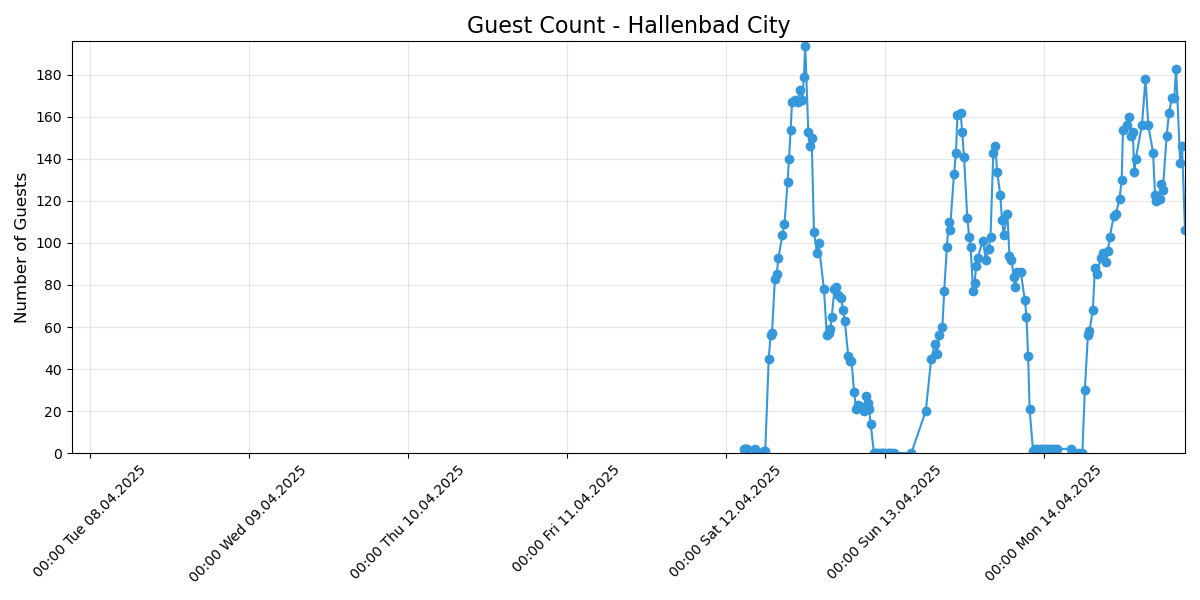 Guest Count - Hallenbad City
Number of Guests
180
160
140
120
100
80
60
40
20
0
00:00 Tue 08.04.2025
00:00 Wed 09.04.2025
00:00 Thu 10.04.2025
00:00 Fri 11.04.2025
00:00 Sat 12.04.2025
00:00 Sun 13.04.2025
00:00 Mon 14.04.2025